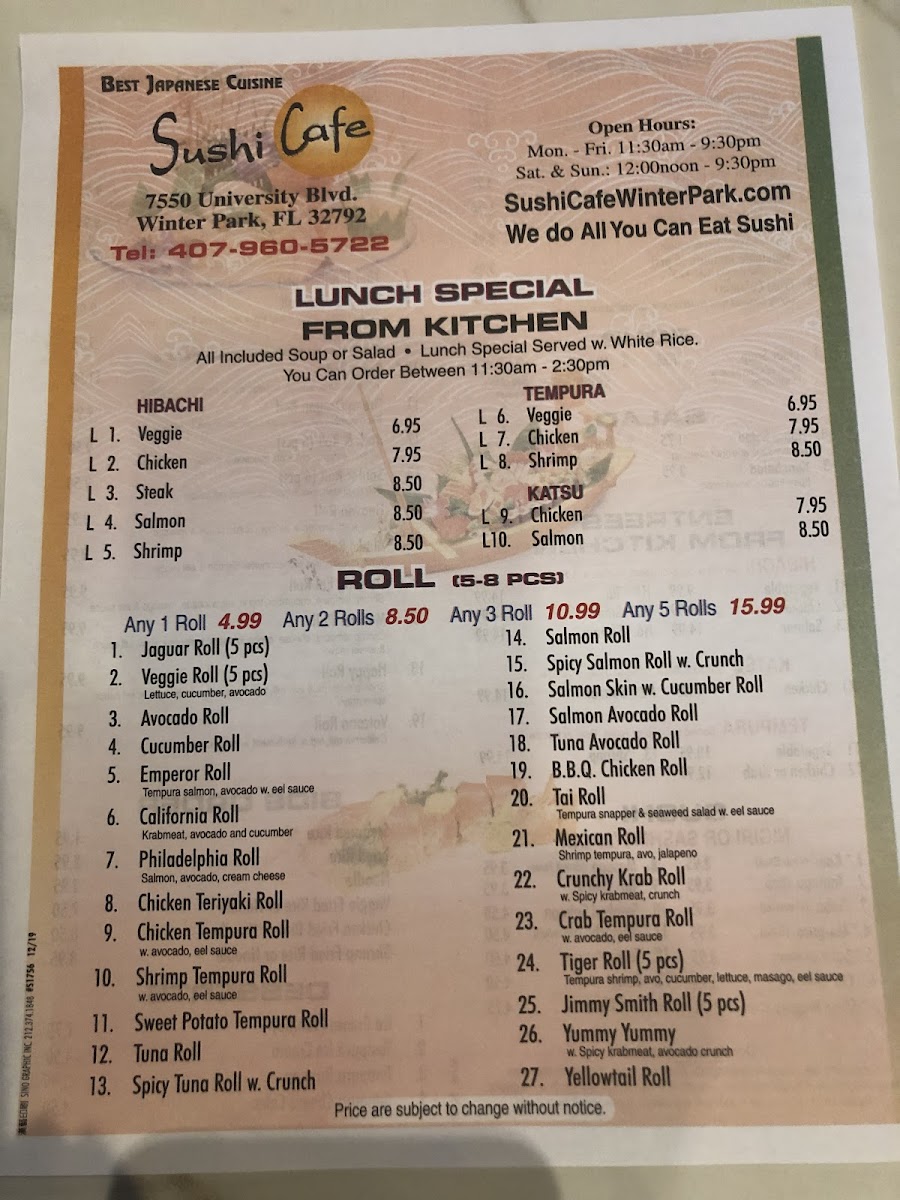 BEST JAPANESE CUISINE
Sushi Cafe
7550 University Blvd.
Winter Park, FL 32792
Tel: 407-960-5722
Open Hours:
Mon. - Fri. 11:30am - 9:30pm
Sat. & Sun.: 12:00noon - 9:30pm
SushiCafeWinterPark.com
We do All You Can Eat Sushi
LUNCH SPECIAL
FROM KITCHEN
All Included Soup or Salad • Lunch Special Served w. White Rice.
You Can Order Between 11:30am - 2:30pm
HIBACHI
L 1. Veggie 6.95
L 2. Chicken 7.95
L 3. Steak 8.50
L 4. Salmon 8.50
L 5. Shrimp 8.50
TEMPURA
L 6. Veggie 6.95
L 7. Chicken 7.95
L 8. Shrimp 8.50
KATSU
L 9. Chicken 7.95
L10. Salmon 8.50
ROLL (5-8 PCS)
Any 1 Roll 4.99 Any 2 Rolls 8.50 Any 3 Roll 10.99 Any 5 Rolls 15.99
1. Jaguar Roll (5 pcs)
2. Veggie Roll (5 pcs)
Lettuce, cucumber, avocado
3. Avocado Roll
4. Cucumber Roll
5. Emperor Roll
Tempura salmon, avocado w. eel sauce
6. California Roll
Krabmeat, avocado and cucumber
7. Philadelphia Roll
Salmon, avocado, cream cheese
8. Chicken Teriyaki Roll
9. Chicken Tempura Roll
w. avocado, eel sauce
10. Shrimp Tempura Roll
w. avocado, eel sauce
11. Sweet Potato Tempura Roll
12. Tuna Roll
13. Spicy Tuna Roll w. Crunch
14. Salmon Roll
15. Spicy Salmon Roll w. Crunch
16. Salmon Skin w. Cucumber Roll
17. Salmon Avocado Roll
18. Tuna Avocado Roll
19. B.B.Q. Chicken Roll
20. Tai Roll
Tempura snapper & seaweed salad w. eel sauce
21. Mexican Roll
Shrimp tempura, avo, jalapeno
22. Crunchy Krab Roll
w. Spicy krabmeat, crunch
23. Crab Tempura Roll
w. avocado, eel sauce
24. Tiger Roll (5 pcs)
Tempura shrimp, avo, cucumber, lettuce, masago, eel sauce
25. Jimmy Smith Roll (5 pcs)
26. Yummy Yummy
w. Spicy krabmeat, avocado crunch
27. Yellowtail Roll
Price are subject to change without notice.
SINO GRAPHIC INC. 212.374.1846 #51756 12/19